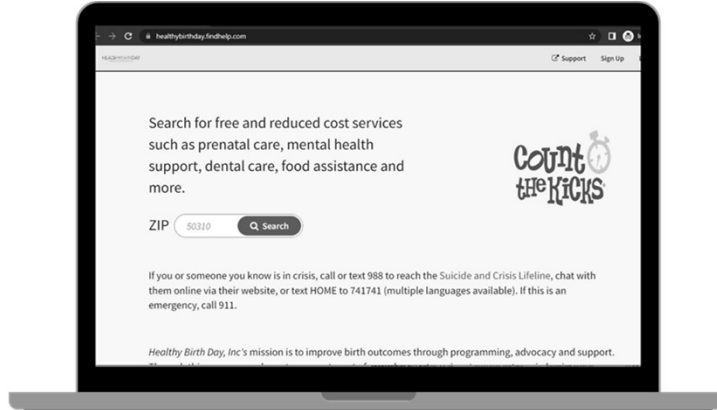 healthybirthday.findhelp.com
Support Sign Up
Search for free and reduced cost services
such as prenatal care, mental health
support, dental care, food assistance and
more.
COUNT
THE KICKS
ZIP 50310 Search
If you or someone you know is in crisis, call or text 988 to reach the Suicide and Crisis Lifeline, chat with
them online via their website, or text HOME to 741741 (multiple languages available). If this is an
emergency, call 911.
Healthy Birth Day, Inc's mission is to improve birth outcomes through programming, advocacy and support.